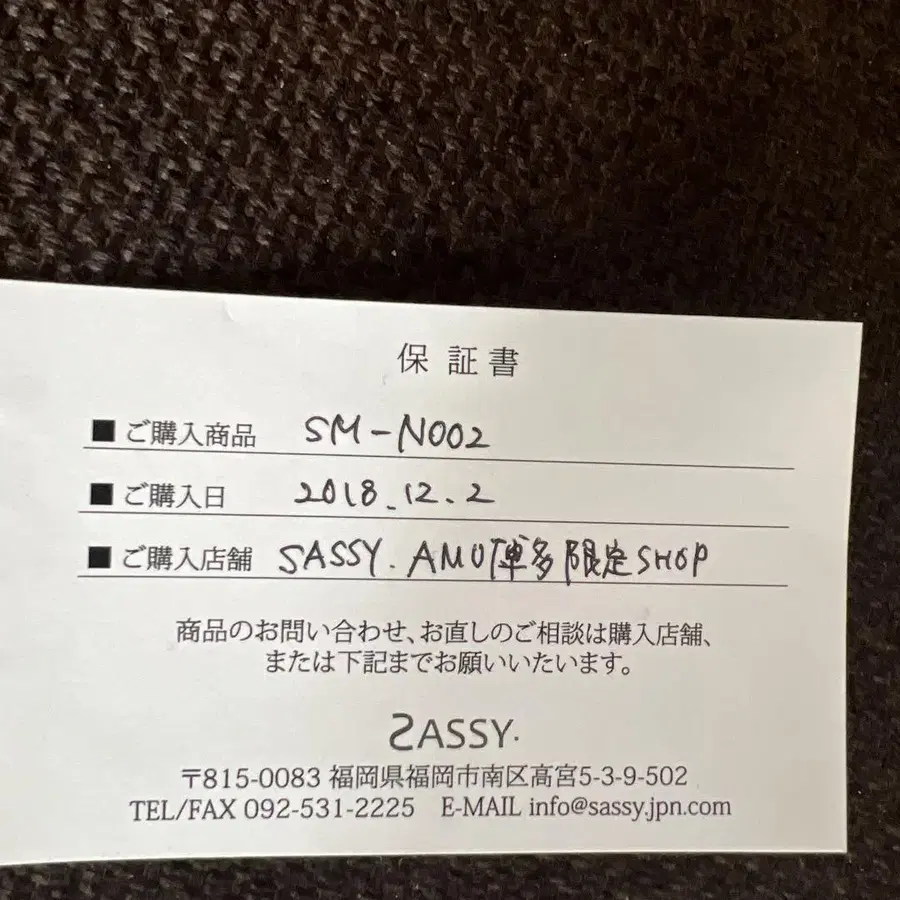 保証書
■ご購入商品 SM-N002
■ご購入日 2018.12.2
■ご購入店舗 SASSY. AMU博多限定SHOP
商品のお問い合わせ、お直しのご相談は購入店舗、
または下記までお願いいたいます。
SASSY.
〒815-0083 福岡県福岡市南区高宮5-3-9-502
TEL/FAX 092-531-2225 E-MAIL info@sassy.jpn.com